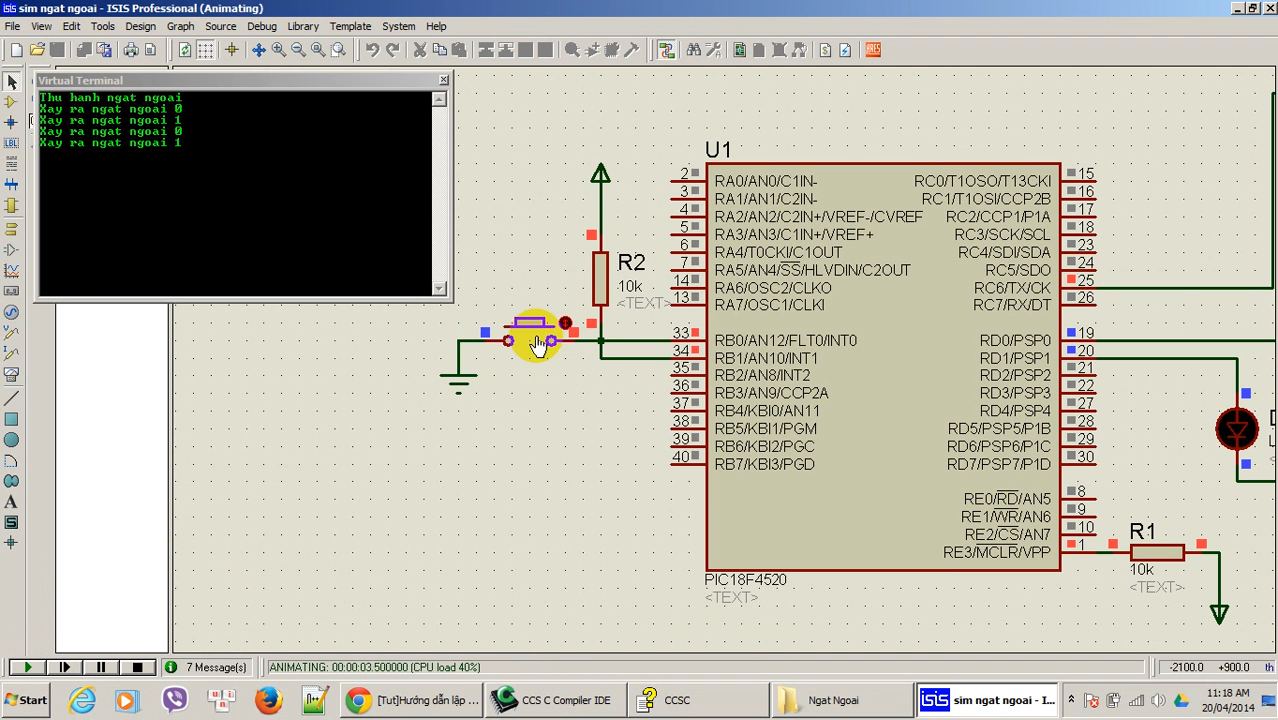 sim ngat ngoai - ISIS Professional (Animating)
File View Edit Tools Design Graph Source Debug Library Template System Help
Virtual Terminal
Thu hanh ngat ngoai
Xay ra ngat ngoai 0
Xay ra ngat ngoai 1
Xay ra ngat ngoai 0
Xay ra ngat ngoai 1
LBL
A
S
ARES
R2
10k
<TEXT>
U1
2 RA0/AN0/C1IN- RC0/T1OSO/T13CKI 15
3 RA1/AN1/C2IN- RC1/T1OSI/CCP2B 16
4 RA2/AN2/C2IN+/VREF-/CVREF RC2/CCP1/P1A 17
5 RA3/AN3/C1IN+/VREF+ RC3/SCK/SCL 18
6 RA4/T0CKI/C1OUT RC4/SDI/SDA 23
7 RA5/AN4/SS/HLVDIN/C2OUT RC5/SDO 24
14 RA6/OSC2/CLKO RC6/TX/CK 25
13 RA7/OSC1/CLKI RC7/RX/DT 26
33 RB0/AN12/FLT0/INT0 RD0/PSP0 19
34 RB1/AN10/INT1 RD1/PSP1 20
35 RB2/AN8/INT2 RD2/PSP2 21
36 RB3/AN9/CCP2A RD3/PSP3 22
37 RB4/KBI0/AN11 RD4/PSP4 27
38 RB5/KBI1/PGM RD5/PSP5/P1B 28
39 RB6/KBI2/PGC RD6/PSP6/P1C 29
40 RB7/KBI3/PGD RD7/PSP7/P1D 30
RE0/RD/AN5 8
RE1/WR/AN6 9
RE2/CS/AN7 10
RE3/MCLR/VPP 1
PIC18F4520
<TEXT>
R1
10k
<TEXT>
7 Message(s) ANIMATING: 00:00:03.500000 (CPU load 40%) -2100.0 +900.0 th
Start [Tut]Hướng dẫn lập ... CCS C Compiler IDE CCSC Ngat Ngoai sim ngat ngoai - I... 11:18 AM
20/04/2014